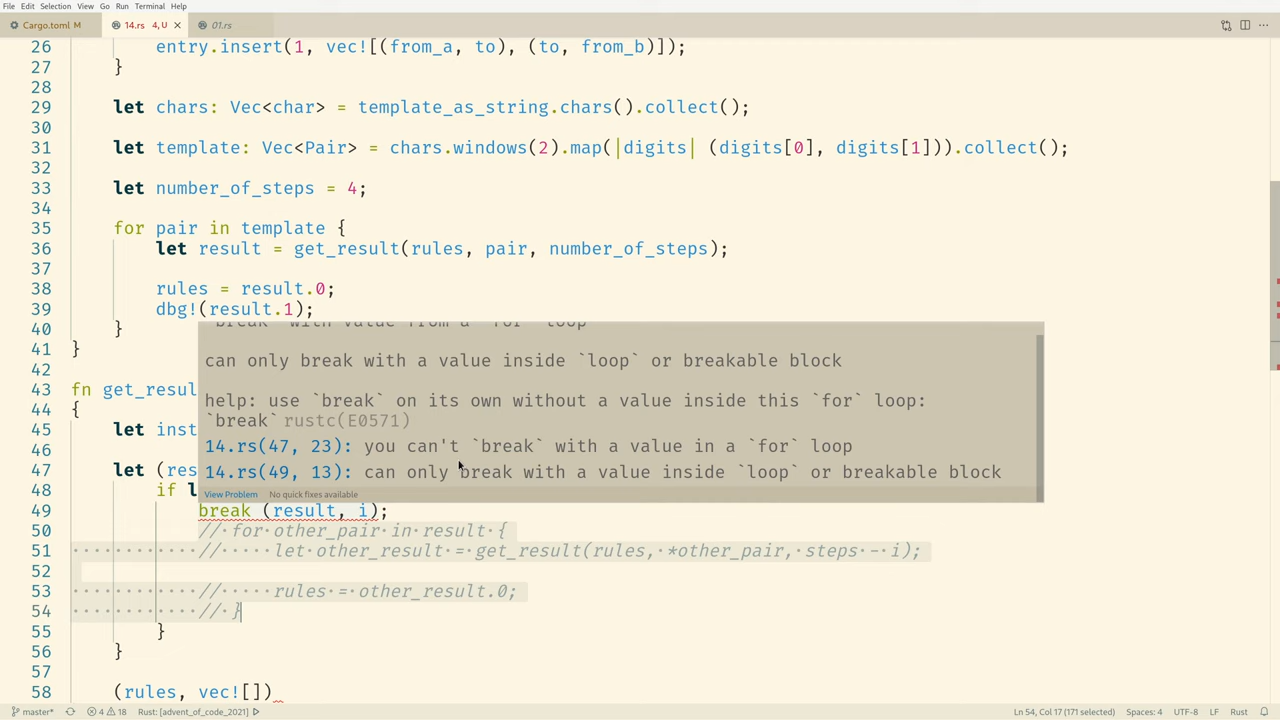 File Edit Selection View Go Run Terminal Help
Cargo.toml M 14.rs 4, U 01.rs
26 entry.insert(1, vec![(from_a, to), (to, from_b)]);
27 }
28
29 let chars: Vec<char> = template_as_string.chars().collect();
30
31 let template: Vec<Pair> = chars.windows(2).map(|digits| (digits[0], digits[1])).collect();
32
33 let number_of_steps = 4;
34
35 for pair in template {
36 let result = get_result(rules, pair, number_of_steps);
37
38 rules = result.0;
39 dbg!(result.1);
40 }
41 }
42
`break` with value from a `for` loop
can only break with a value inside `loop` or breakable block
help: use `break` on its own without a value inside this `for` loop:
`break` rustc(E0571)
14.rs(47, 23): you can't `break` with a value in a `for` loop
14.rs(49, 13): can only break with a value inside `loop` or breakable block
View Problem No quick fixes available
43 fn get_resul
44 {
45 let inst
46
47 let (res
48 if l
49 break (result, i);
50 // for other_pair in result {
51 // let other_result = get_result(rules, *other_pair, steps - i);
52
53 // rules = other_result.0;
54 // }
55 }
56 }
57
58 (rules, vec![])
master* 4 18 Rust: [advent_of_code_2021] Ln 54, Col 17 (171 selected) Spaces: 4 UTF-8 LF Rust